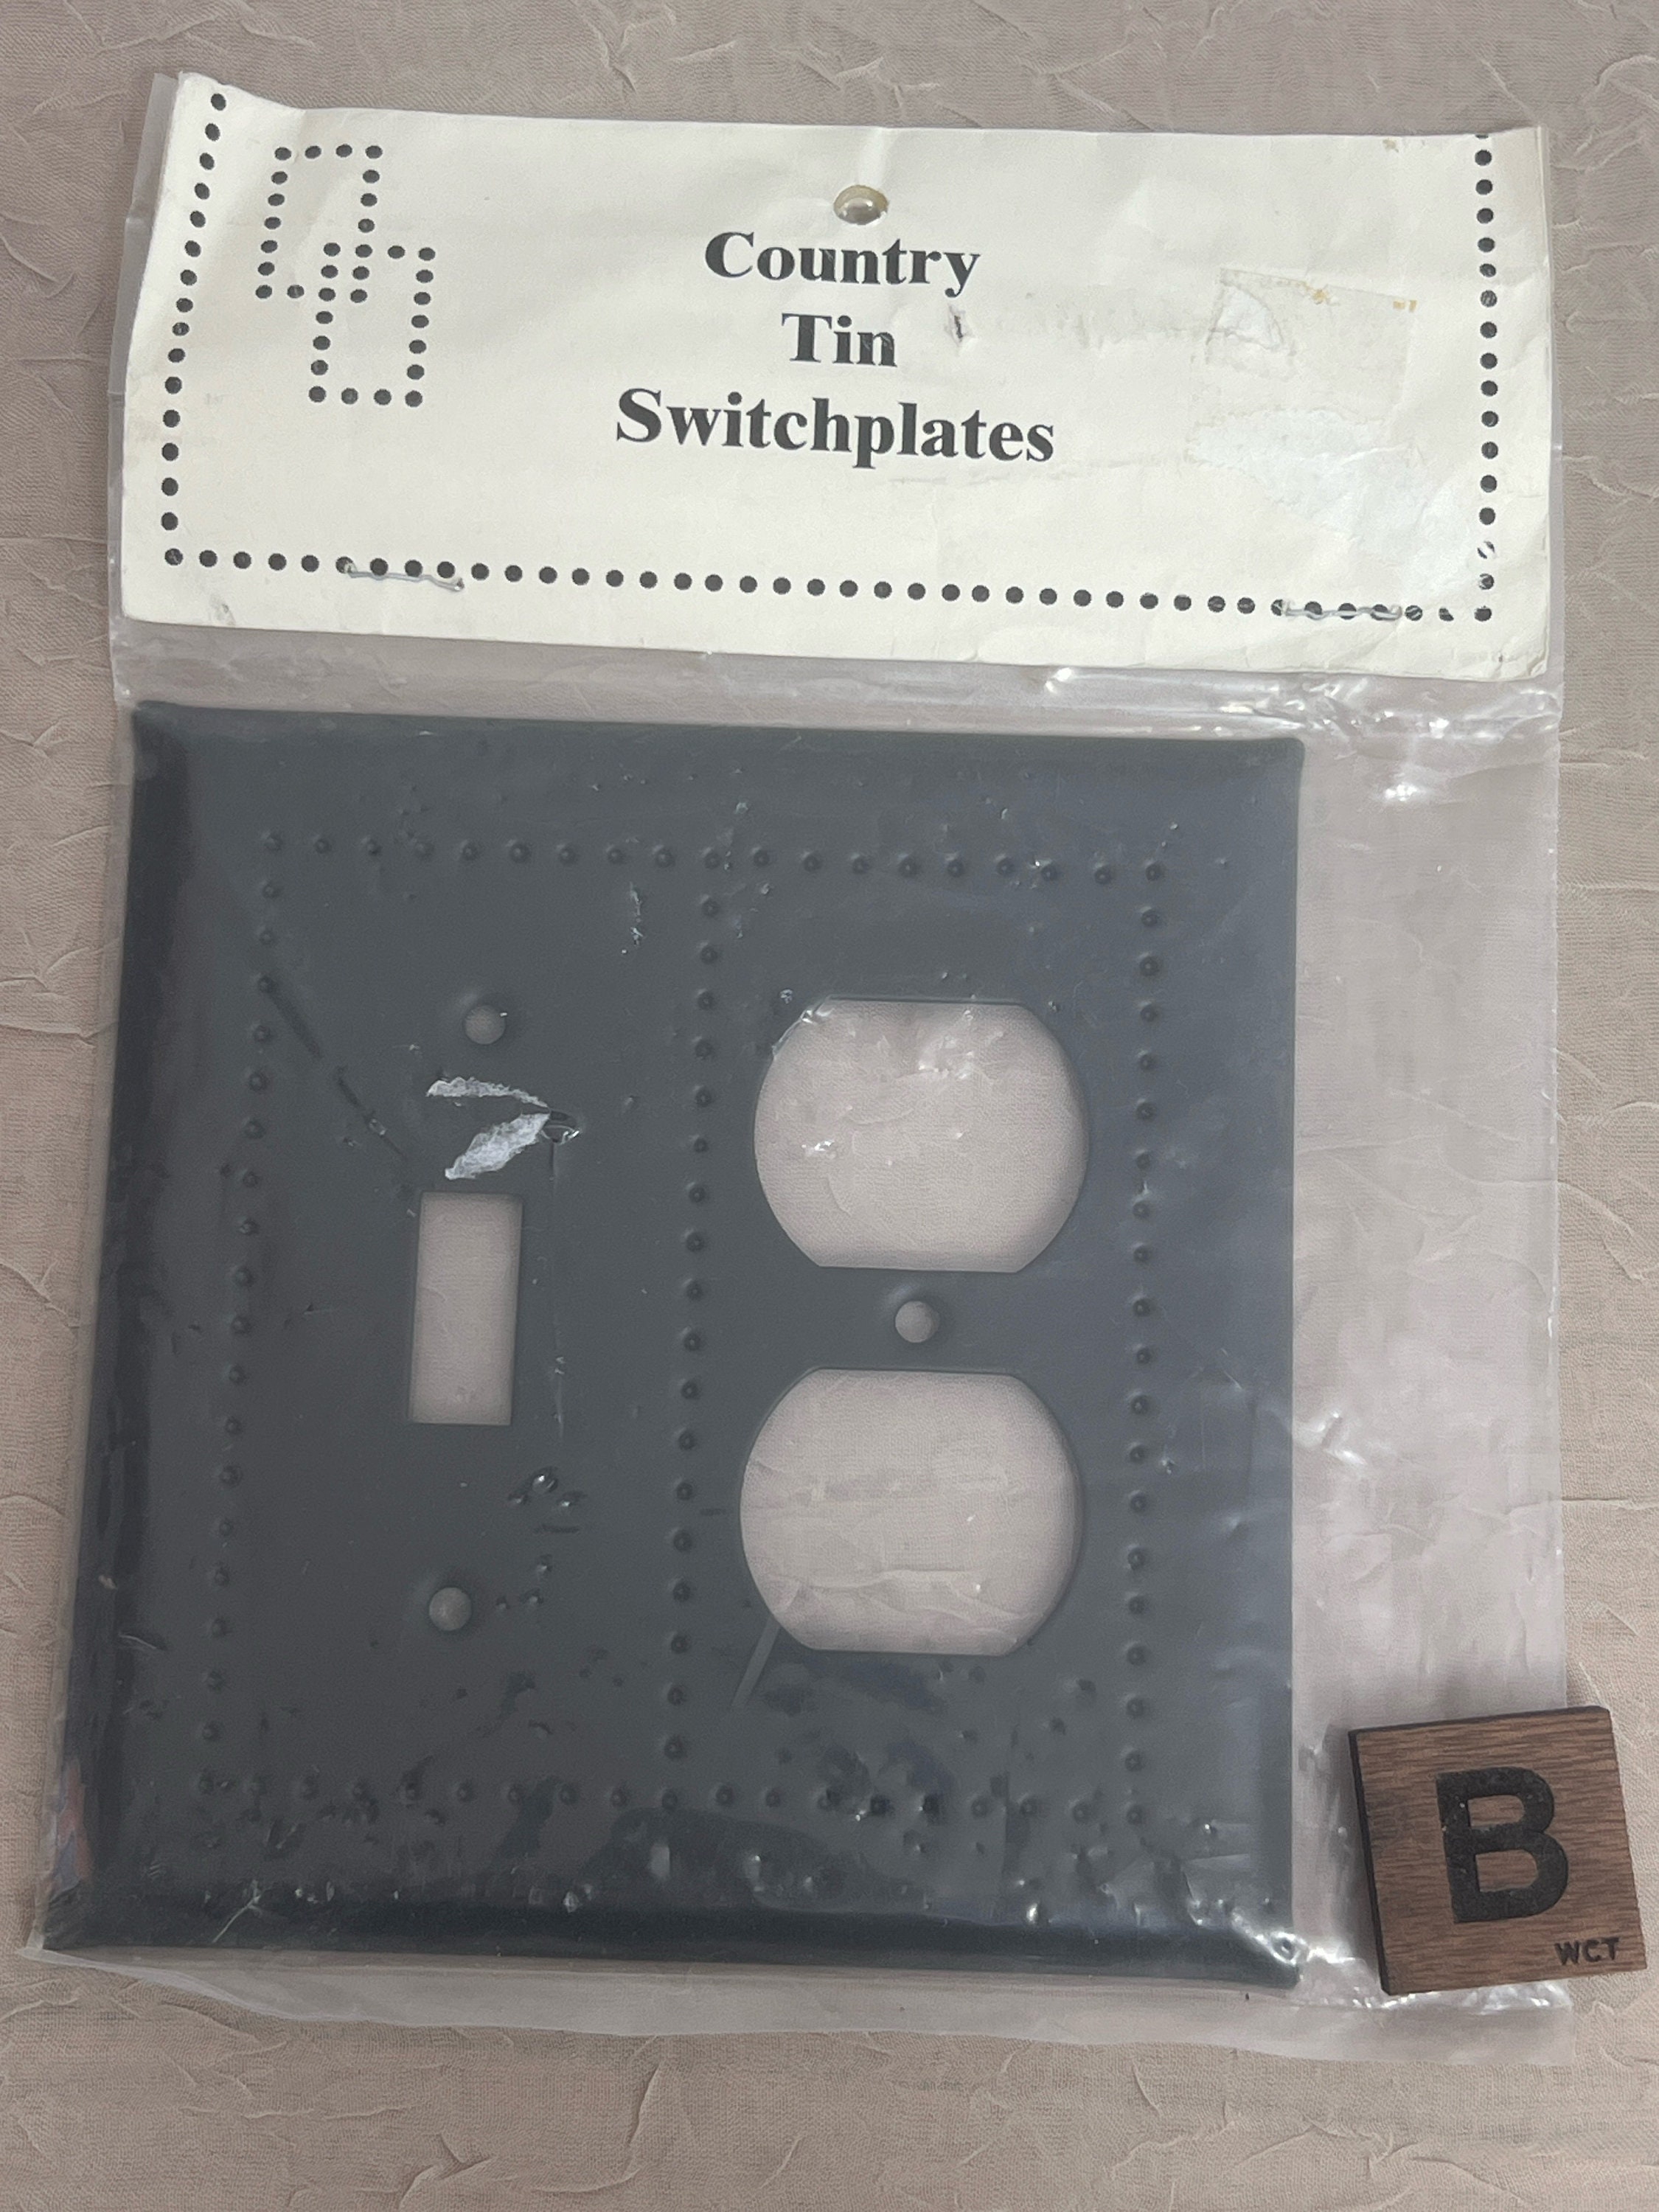 Country
Tin
Switchplates
B
WCT